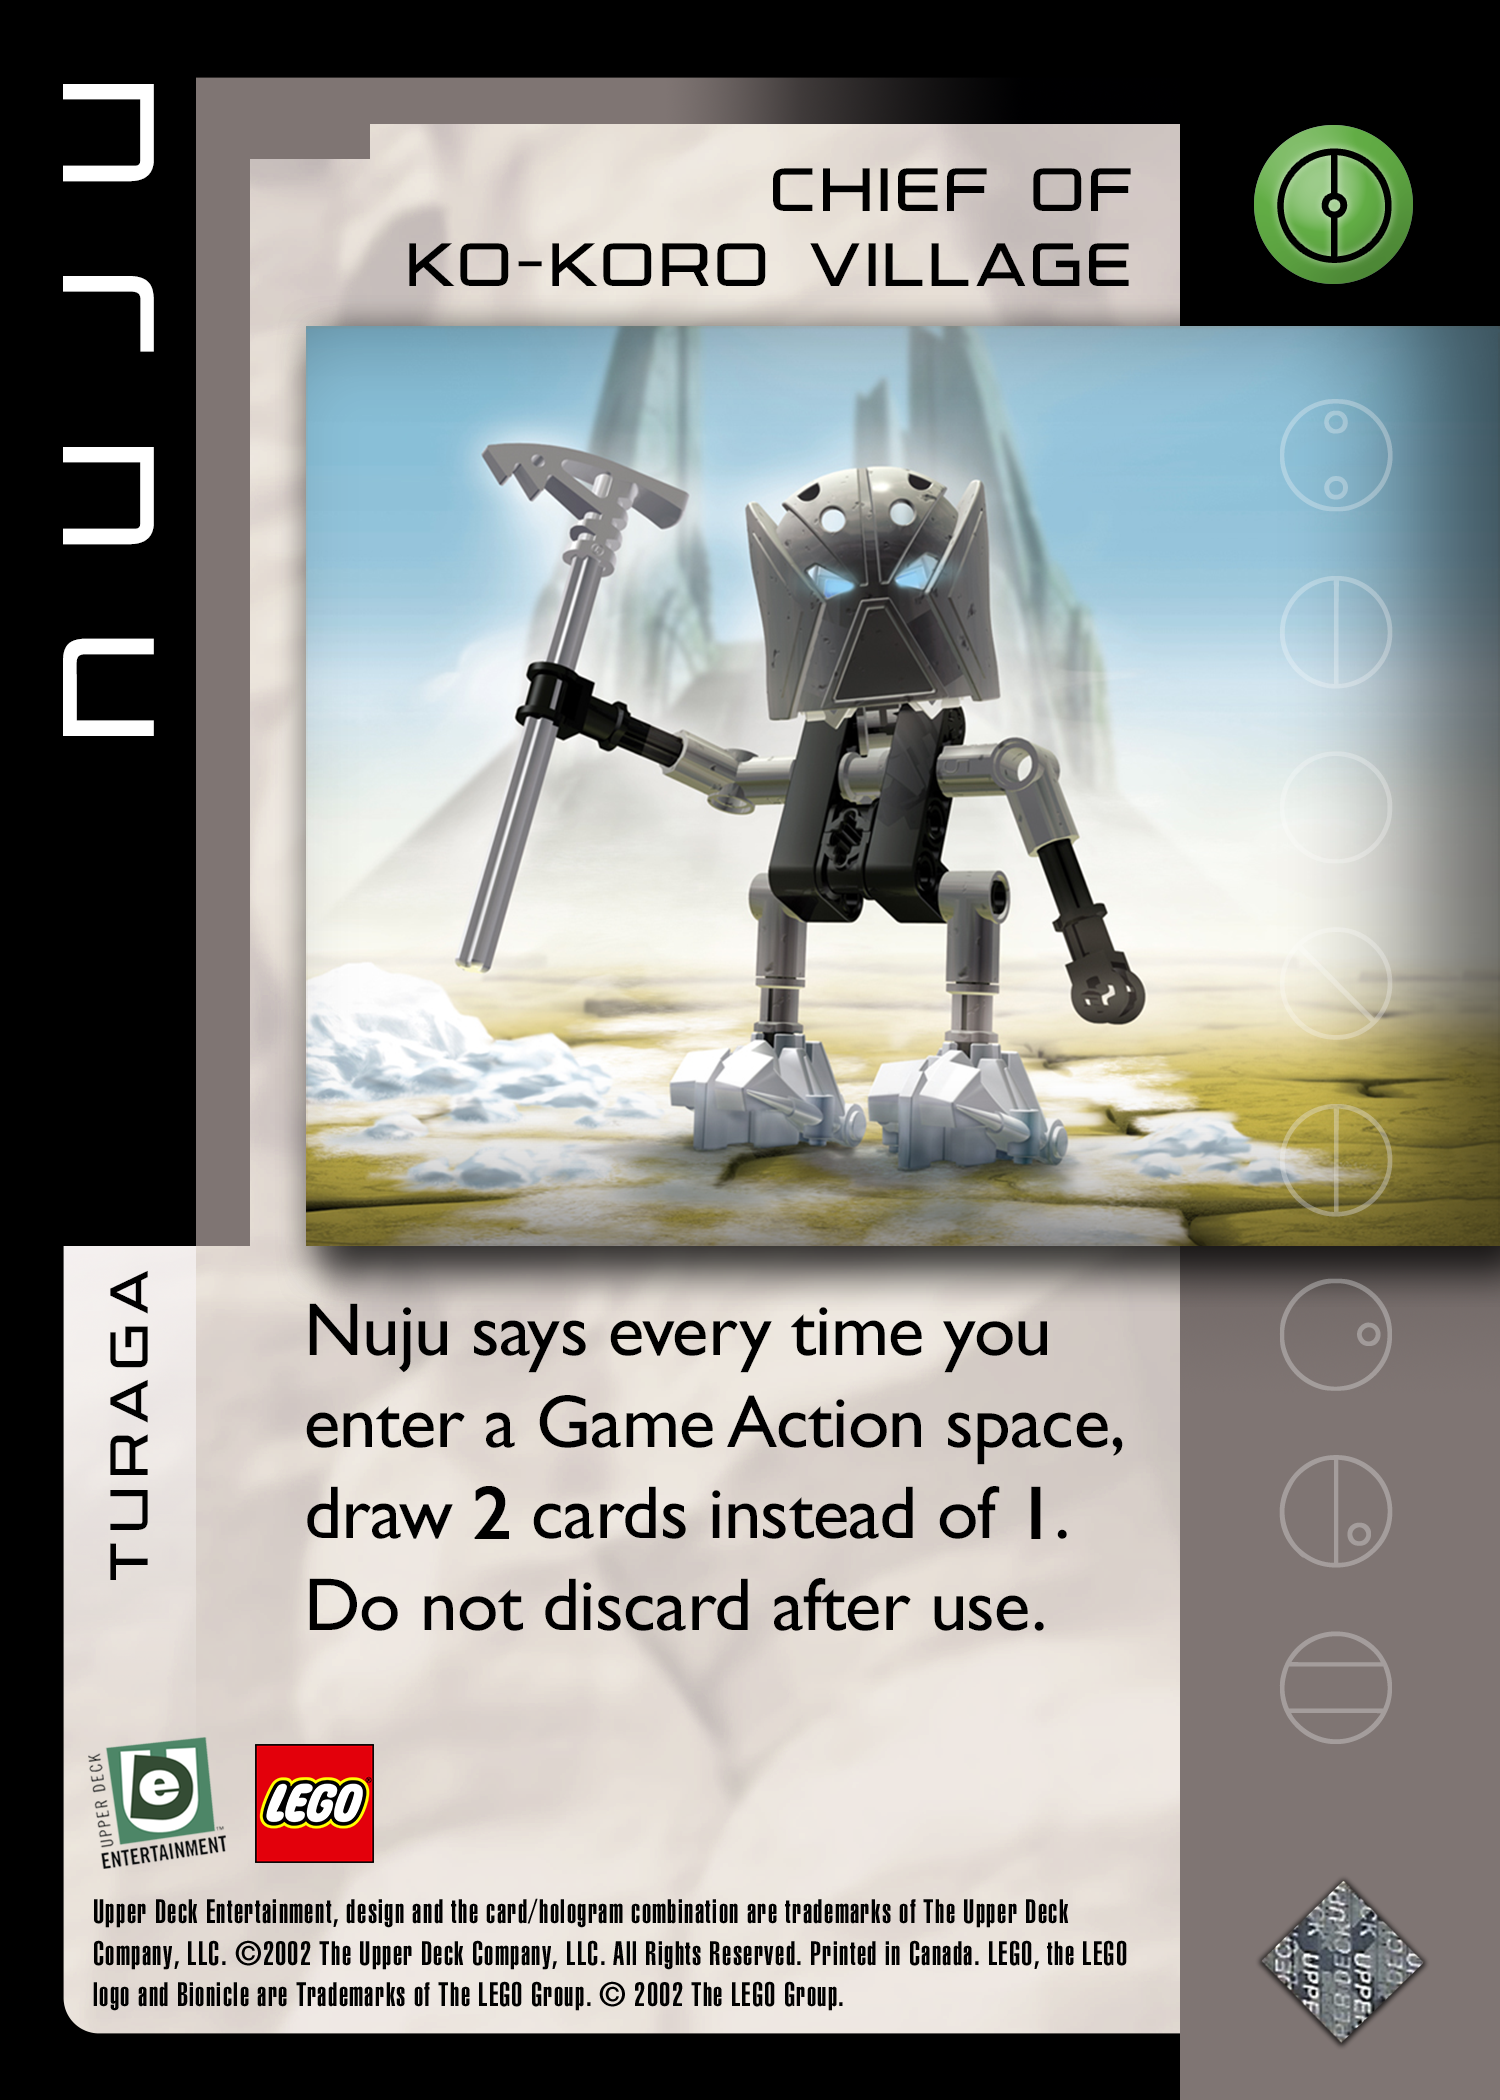 nuju
CHIEF OF
KO-KORO VILLAGE
TURAGA
Nuju says every time you
enter a Game Action space,
draw 2 cards instead of 1.
Do not discard after use.
UPPER DECK
ENTERTAINMENT™
LEGO
Upper Deck Entertainment, design and the card/hologram combination are trademarks of The Upper Deck
Company, LLC. ©2002 The Upper Deck Company, LLC. All Rights Reserved. Printed in Canada. LEGO, the LEGO
logo and Bionicle are Trademarks of The LEGO Group. © 2002 The LEGO Group.